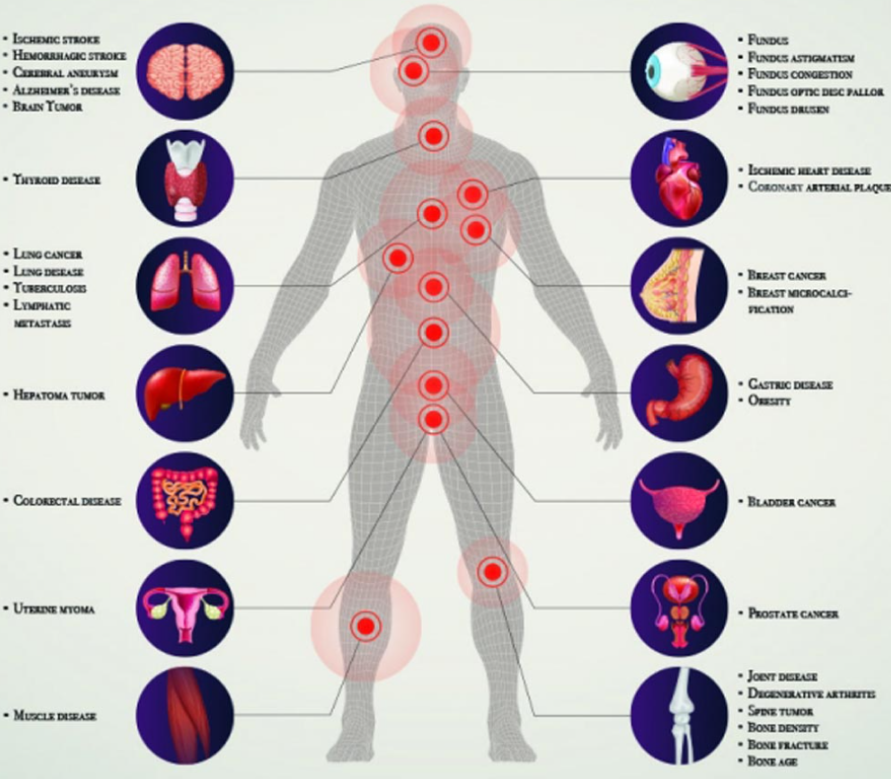 ▪ Ischemic stroke
▪ Hemorrhagic stroke
▪ Cerebral aneurysm
▪ Alzheimer's disease
▪ Brain Tumor
▪ Thyroid disease
▪ Lung cancer
▪ Lung disease
▪ Tuberculosis
▪ Lymphatic
metastasis
▪ Hepatoma tumor
▪ Colorectal disease
▪ Uterine myoma
▪ Muscle disease
▪ Fundus
▪ Fundus astigmatism
▪ Fundus congestion
▪ Fundus optic disc pallor
▪ Fundus drusen
▪ Ischemic heart disease
▪ Coronary arterial plaque
▪ Breast cancer
▪ Breast microcalci-
fication
▪ Gastric disease
▪ Obesity
▪ Bladder cancer
▪ Prostate cancer
▪ Joint disease
▪ Degenerative arthritis
▪ Spine tumor
▪ Bone density
▪ Bone fracture
▪ Bone age